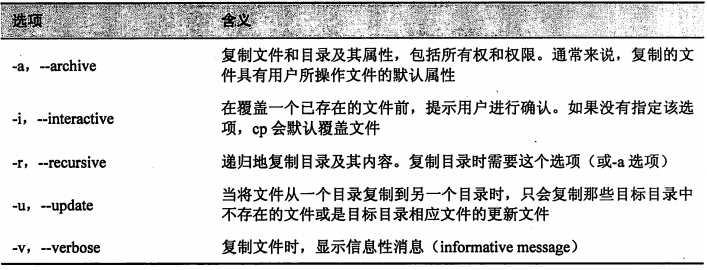 选项 含义
复制文件和目录及其属性，包括所有权和权限。通常来说，复制的文
-a，--archive
件具有用户所操作文件的默认属性
在覆盖一个已存在的文件前，提示用户进行确认。如果没有指定该选
-i，--interactive
项，cp 会默认覆盖文件
-r，--recursive 递归地复制目录及其内容。复制目录时需要这个选项（或-a 选项）
当将文件从一个目录复制到另一个目录时，只会复制那些目标目录中
-u，--update
不存在的文件或是目标目录相应文件的更新文件
-v，--verbose 复制文件时，显示信息性消息（informative message）